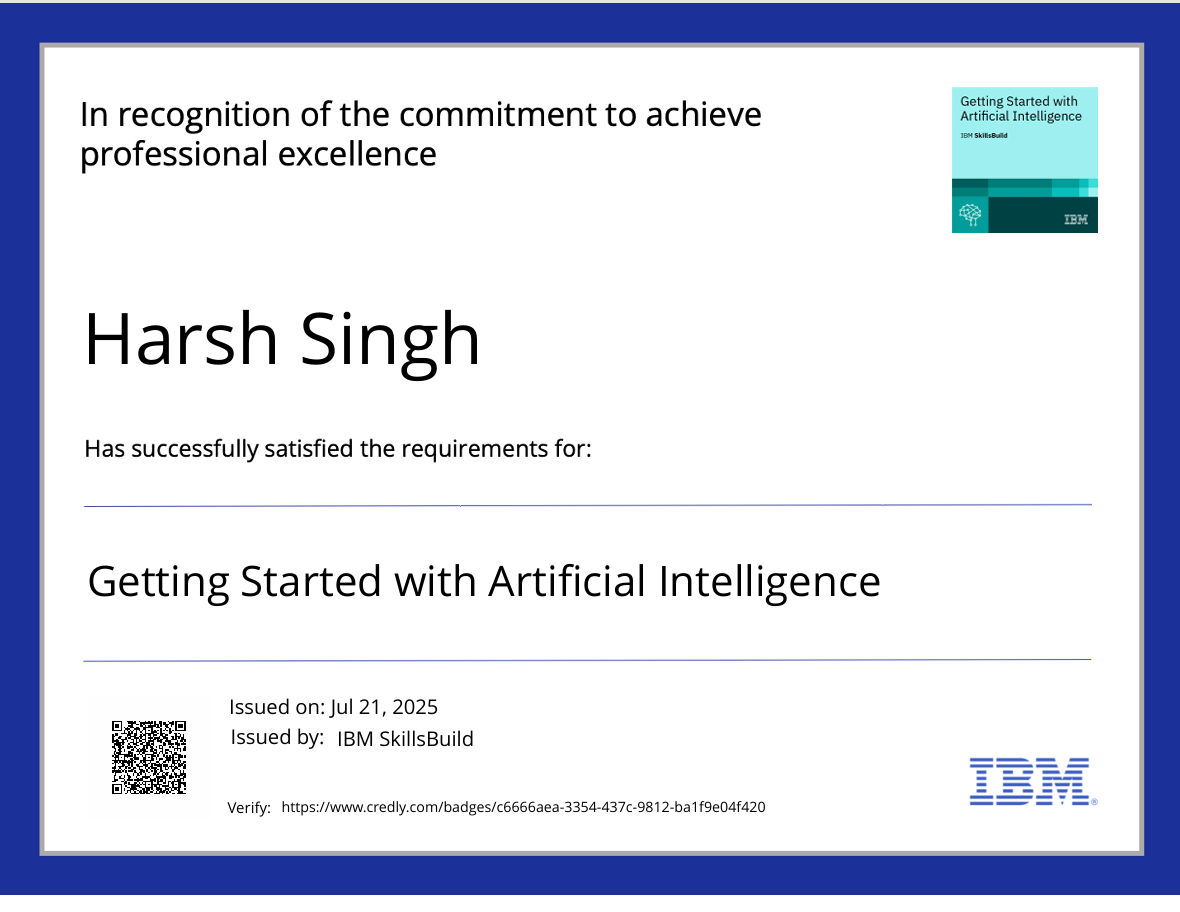 In recognition of the commitment to achieve
professional excellence
Getting Started with
Artificial Intelligence
IBM SkillsBuild
IBM
Harsh Singh
Has successfully satisfied the requirements for:
Getting Started with Artificial Intelligence
Issued on: Jul 21, 2025
Issued by: IBM SkillsBuild
Verify: https://www.credly.com/badges/c6666aea-3354-437c-9812-ba1f9e04f420
IBM®